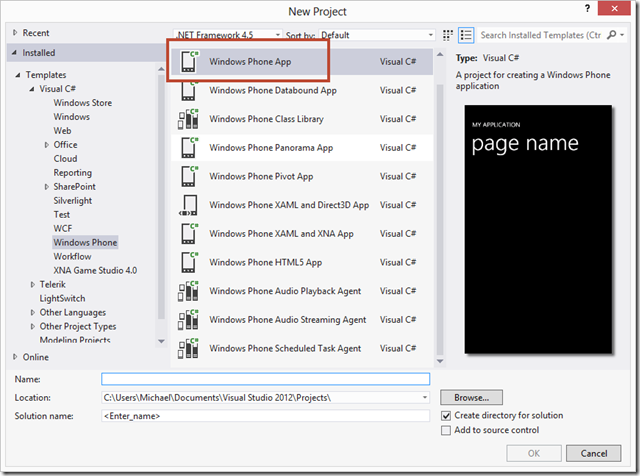 New Project
? ×
Recent
Installed
Templates
Visual C#
Windows Store
Windows
Web
Office
Cloud
Reporting
SharePoint
Silverlight
Test
WCF
Windows Phone
Workflow
XNA Game Studio 4.0
Telerik
LightSwitch
Other Languages
Other Project Types
Modeling Projects
Online
.NET Framework 4.5 Sort by: Default
Windows Phone App Visual C#
Windows Phone Databound App Visual C#
Windows Phone Class Library Visual C#
Windows Phone Panorama App Visual C#
Windows Phone Pivot App Visual C#
Windows Phone XAML and Direct3D App Visual C#
Windows Phone XAML and XNA App Visual C#
Windows Phone HTML5 App Visual C#
Windows Phone Audio Playback Agent Visual C#
Windows Phone Audio Streaming Agent Visual C#
Windows Phone Scheduled Task Agent Visual C#
Search Installed Templates (Ctr
Type: Visual C#
A project for creating a Windows Phone
application
MY APPLICATION
page name
Name:
Location: C:\Users\Michael\Documents\Visual Studio 2012\Projects\
Browse...
Solution name: <Enter_name>
Create directory for solution
Add to source control
OK Cancel